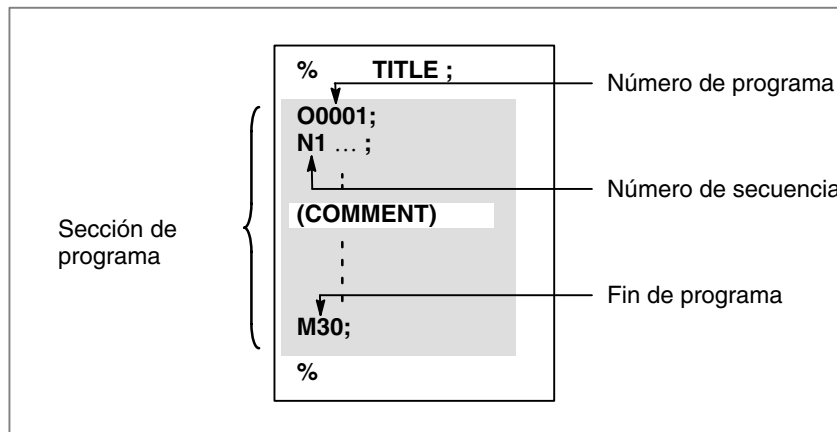 % TITLE ;
Número de programa
O0001;
N1 … ;
Número de secuencia
(COMMENT)
Sección de
programa
Fin de programa
M30;
%